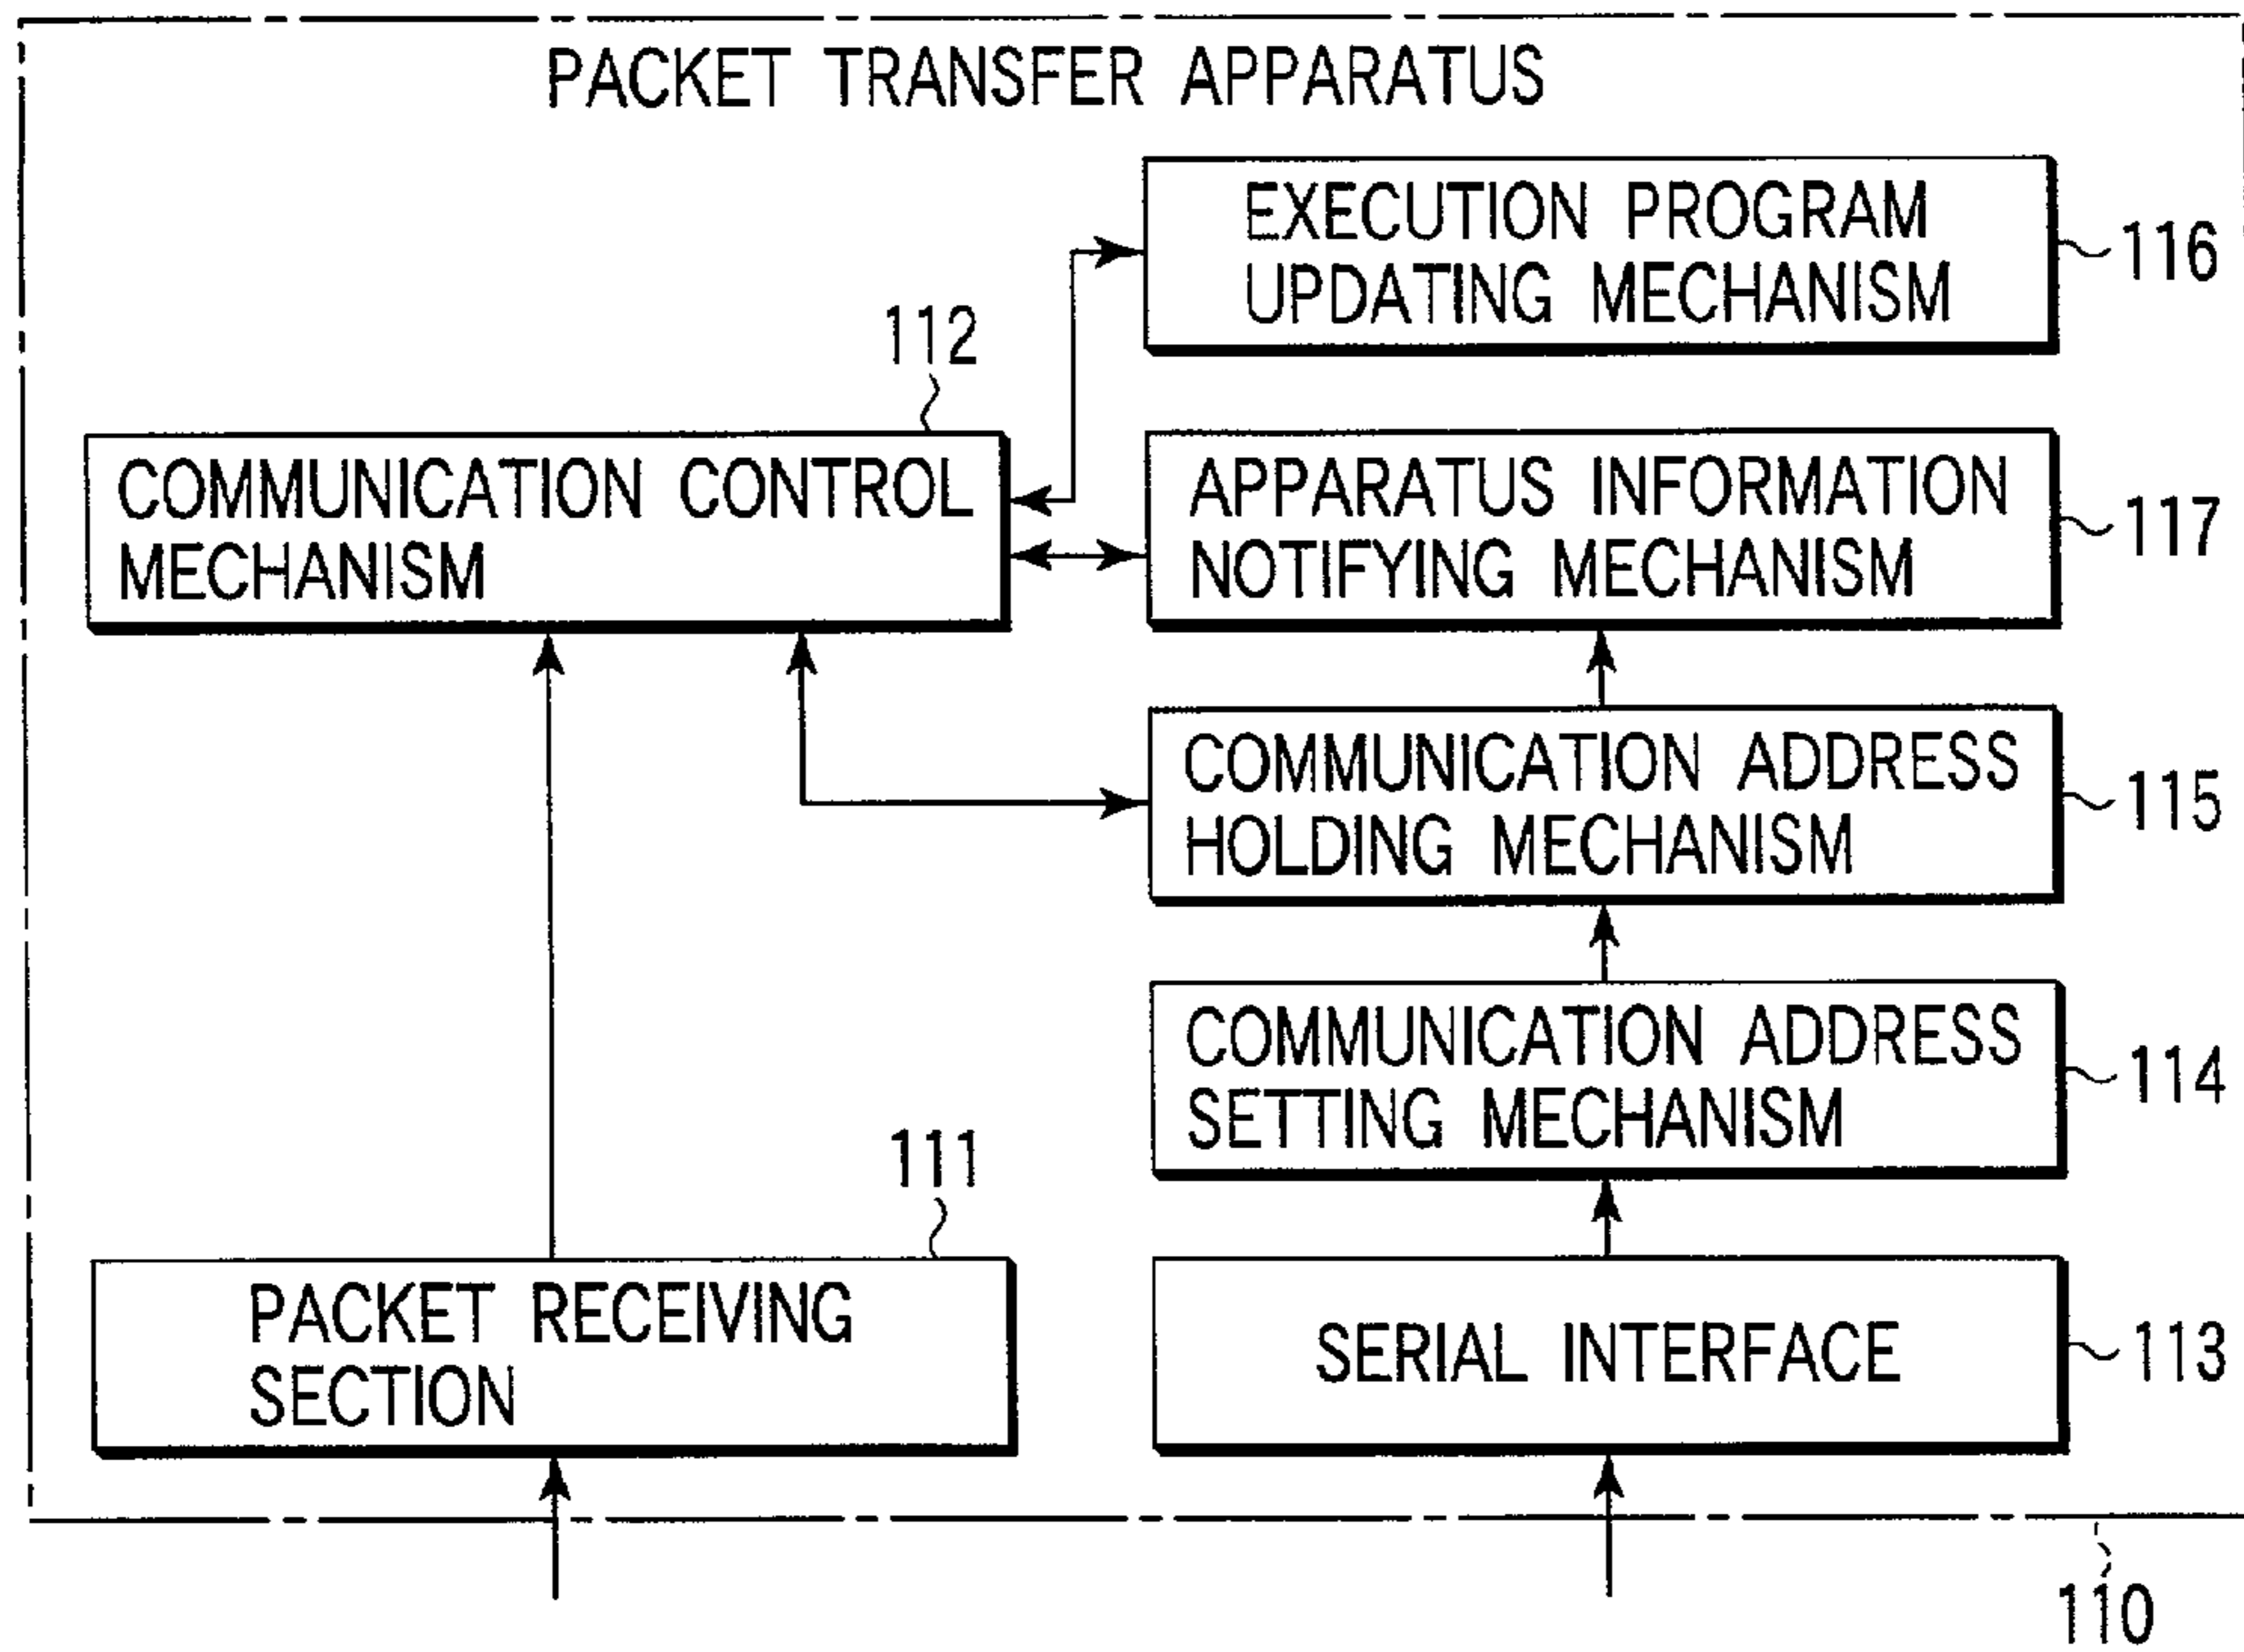 PACKET TRANSFER APPARATUS
EXECUTION PROGRAM
UPDATING MECHANISM
116
112
COMMUNICATION CONTROL
MECHANISM
APPARATUS INFORMATION
NOTIFYING MECHANISM
117
COMMUNICATION ADDRESS
HOLDING MECHANISM
115
COMMUNICATION ADDRESS
SETTING MECHANISM
114
111
PACKET RECEIVING
SECTION
SERIAL INTERFACE
113
110